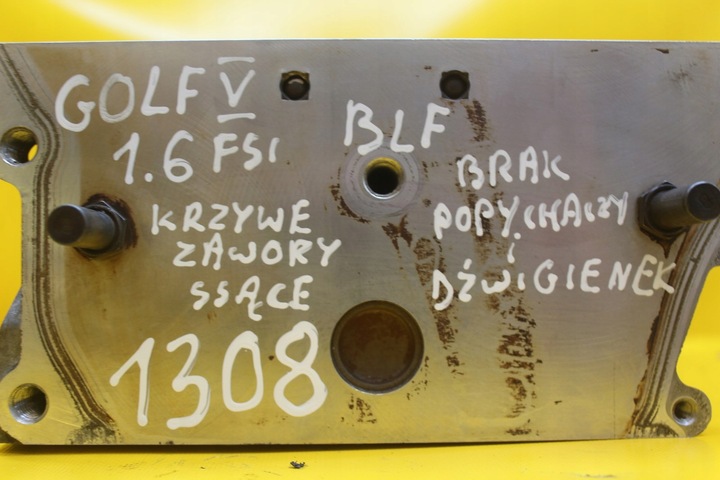 GOLF V
1.6 FSI
BLF
KRZYWE
ZAWORY
SSĄCE
1308
BRAK
POPYCHACZY
i
DŹWIGIENEK